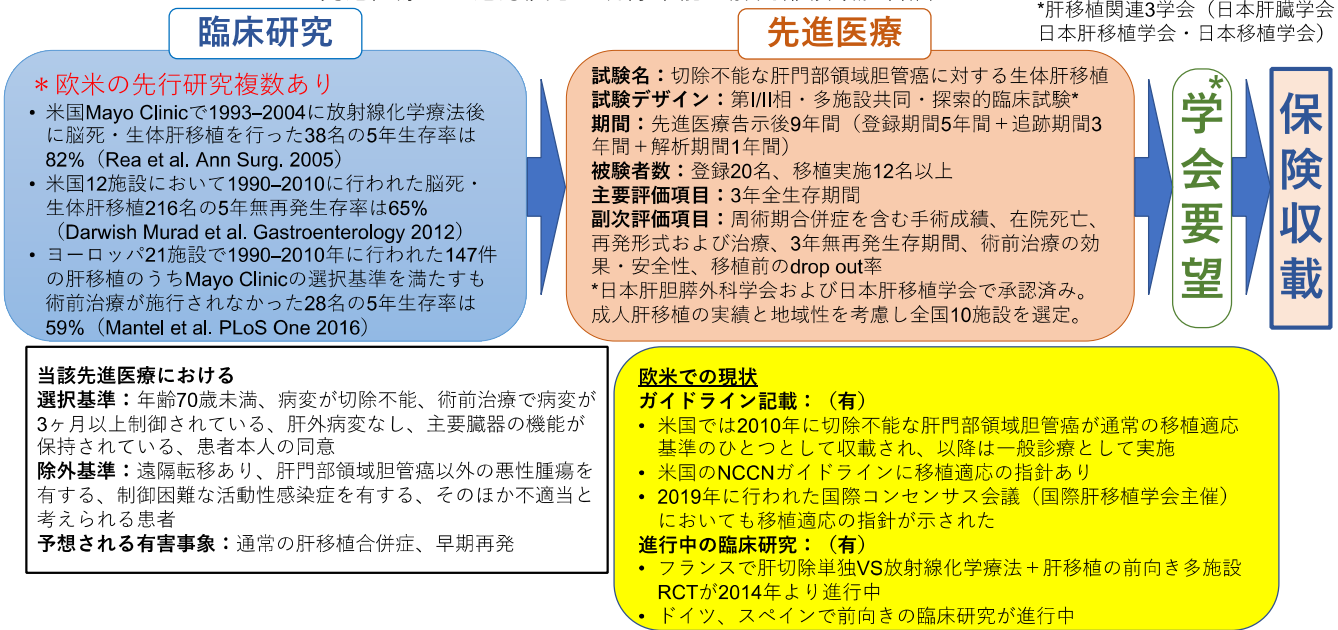 *肝移植関連3学会（日本肝臓学会
日本肝移植学会・日本移植学会）
臨床研究
＊欧米の先行研究複数あり
• 米国Mayo Clinicで1993–2004に放射線化学療法後
に脳死・生体肝移植を行った38名の5年生存率は
82%（Rea et al. Ann Surg. 2005）
• 米国12施設において1990–2010に行われた脳死・
生体肝移植216名の5年無再発生存率は65%
（Darwish Murad et al. Gastroenterology 2012）
• ヨーロッパ21施設で1990–2010年に行われた147件
の肝移植のうちMayo Clinicの選択基準を満たすも
術前治療が施行されなかった28名の5年生存率は
59%（Mantel et al. PLoS One 2016）
先進医療
試験名：切除不能な肝門部領域胆管癌に対する生体肝移植
試験デザイン：第I/II相・多施設共同・探索的臨床試験*
期間：先進医療告示後9年間（登録期間5年間＋追跡期間3
年間＋解析期間1年間）
被験者数：登録20名、移植実施12名以上
主要評価項目：3年全生存期間
副次評価項目：周術期合併症を含む手術成績、在院死亡、
再発形式および治療、3年無再発生存期間、術前治療の効
果・安全性、移植前のdrop out率
*日本肝胆膵外科学会および日本肝移植学会で承認済み。
成人肝移植の実績と地域性を考慮し全国10施設を選定。
学会要望*
保険収載
当該先進医療における
選択基準：年齢70歳未満、病変が切除不能、術前治療で病変が
3ヶ月以上制御されている、肝外病変なし、主要臓器の機能が
保持されている、患者本人の同意
除外基準：遠隔転移あり、肝門部領域胆管癌以外の悪性腫瘍を
有する、制御困難な活動性感染症を有する、そのほか不適当と
考えられる患者
予想される有害事象：通常の肝移植合併症、早期再発
欧米での現状
ガイドライン記載：（有）
• 米国では2010年に切除不能な肝門部領域胆管癌が通常の移植適応
基準のひとつとして収載され、以降は一般診療として実施
• 米国のNCCNガイドラインに移植適応の指針あり
• 2019年に行われた国際コンセンサス会議（国際肝移植学会主催）
においても移植適応の指針が示された
進行中の臨床研究：（有）
• フランスで肝切除単独VS放射線化学療法＋肝移植の前向き多施設
RCTが2014年より進行中
• ドイツ、スペインで前向きの臨床研究が進行中